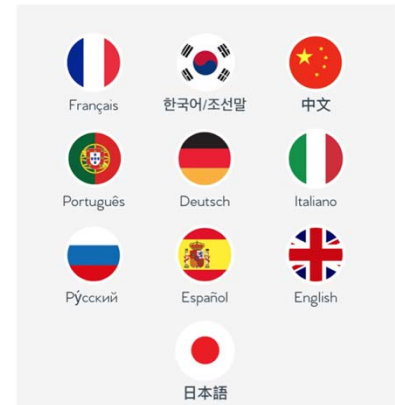 Français
한국어/조선말
中文
Português
Deutsch
Italiano
Ру́сский
Español
English
日本語